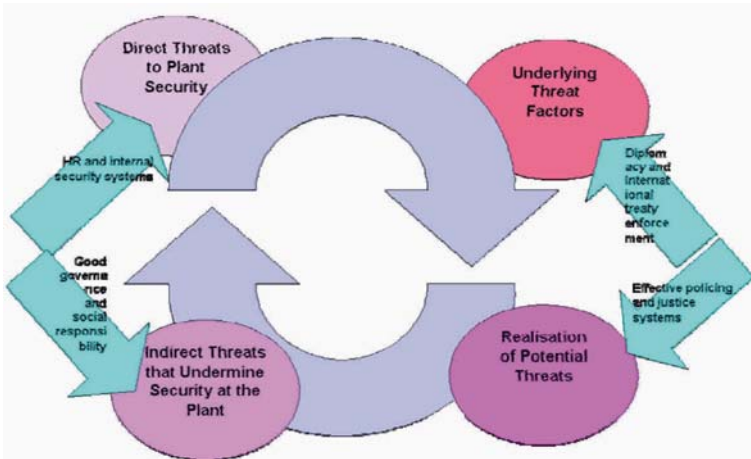 Direct Threats
to Plant
Security
Underlying
Threat
Factors
HR and internal
security systems
Diplom
acy and
Internat
ional
treaty
enforce
ment
Good
governa
nce
and
social
responsi
bility
Effective policing
and justice
systems
Indirect Threats
that Undermine
Security at the
Plant
Realisation
of Potential
Threats